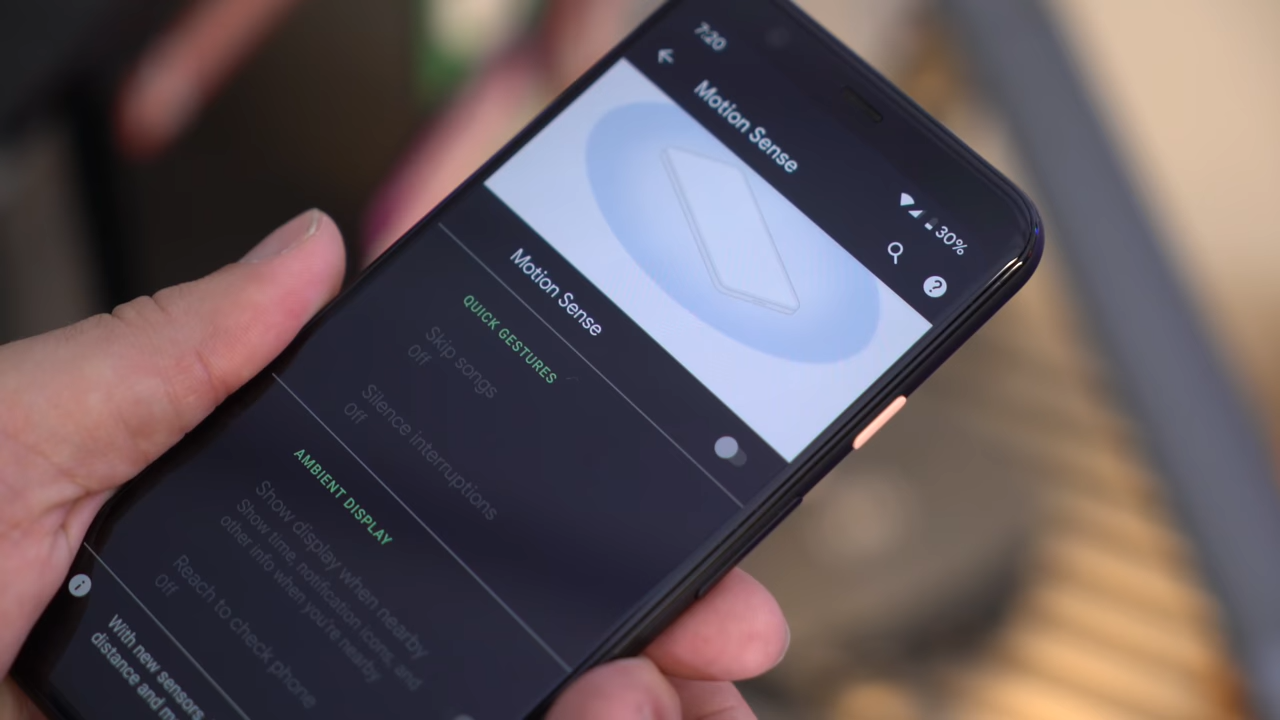 7:20
30%
Motion Sense
?
Motion Sense
QUICK GESTURES
Skip songs
Off
Silence interruptions
Off
AMBIENT DISPLAY
Show display when nearby
Show time, notification icons, and
other info when you're nearby
Reach to check phone
Off
i
With new sensors
distance and m